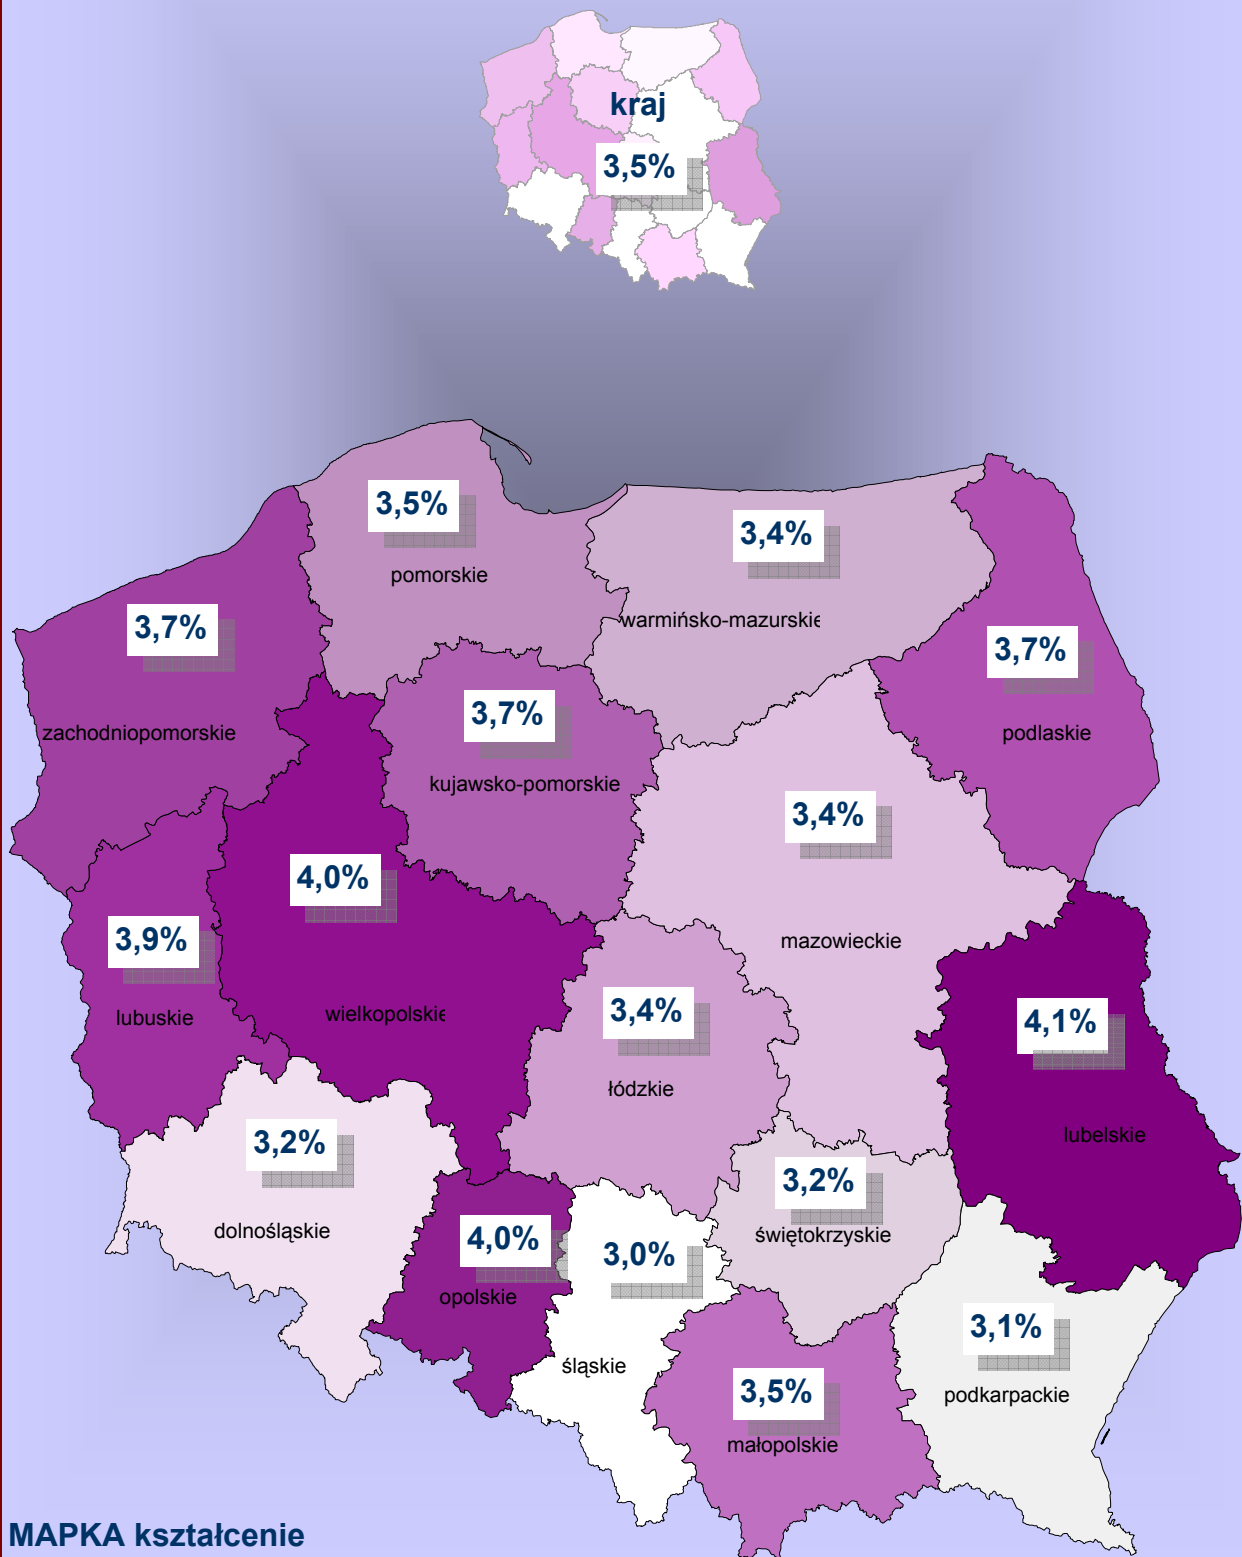 kraj
3,5%
3,5%
pomorskie
3,4%
warmińsko-mazurskie
3,7%
zachodniopomorskie
3,7%
podlaskie
3,7%
kujawsko-pomorskie
3,4%
mazowieckie
4,0%
wielkopolskie
3,9%
lubuskie
3,4%
łódzkie
4,1%
lubelskie
3,2%
dolnośląskie
3,2%
świętokrzyskie
4,0%
opolskie
3,0%
śląskie
3,1%
podkarpackie
3,5%
małopolskie
MAPKA kształcenie